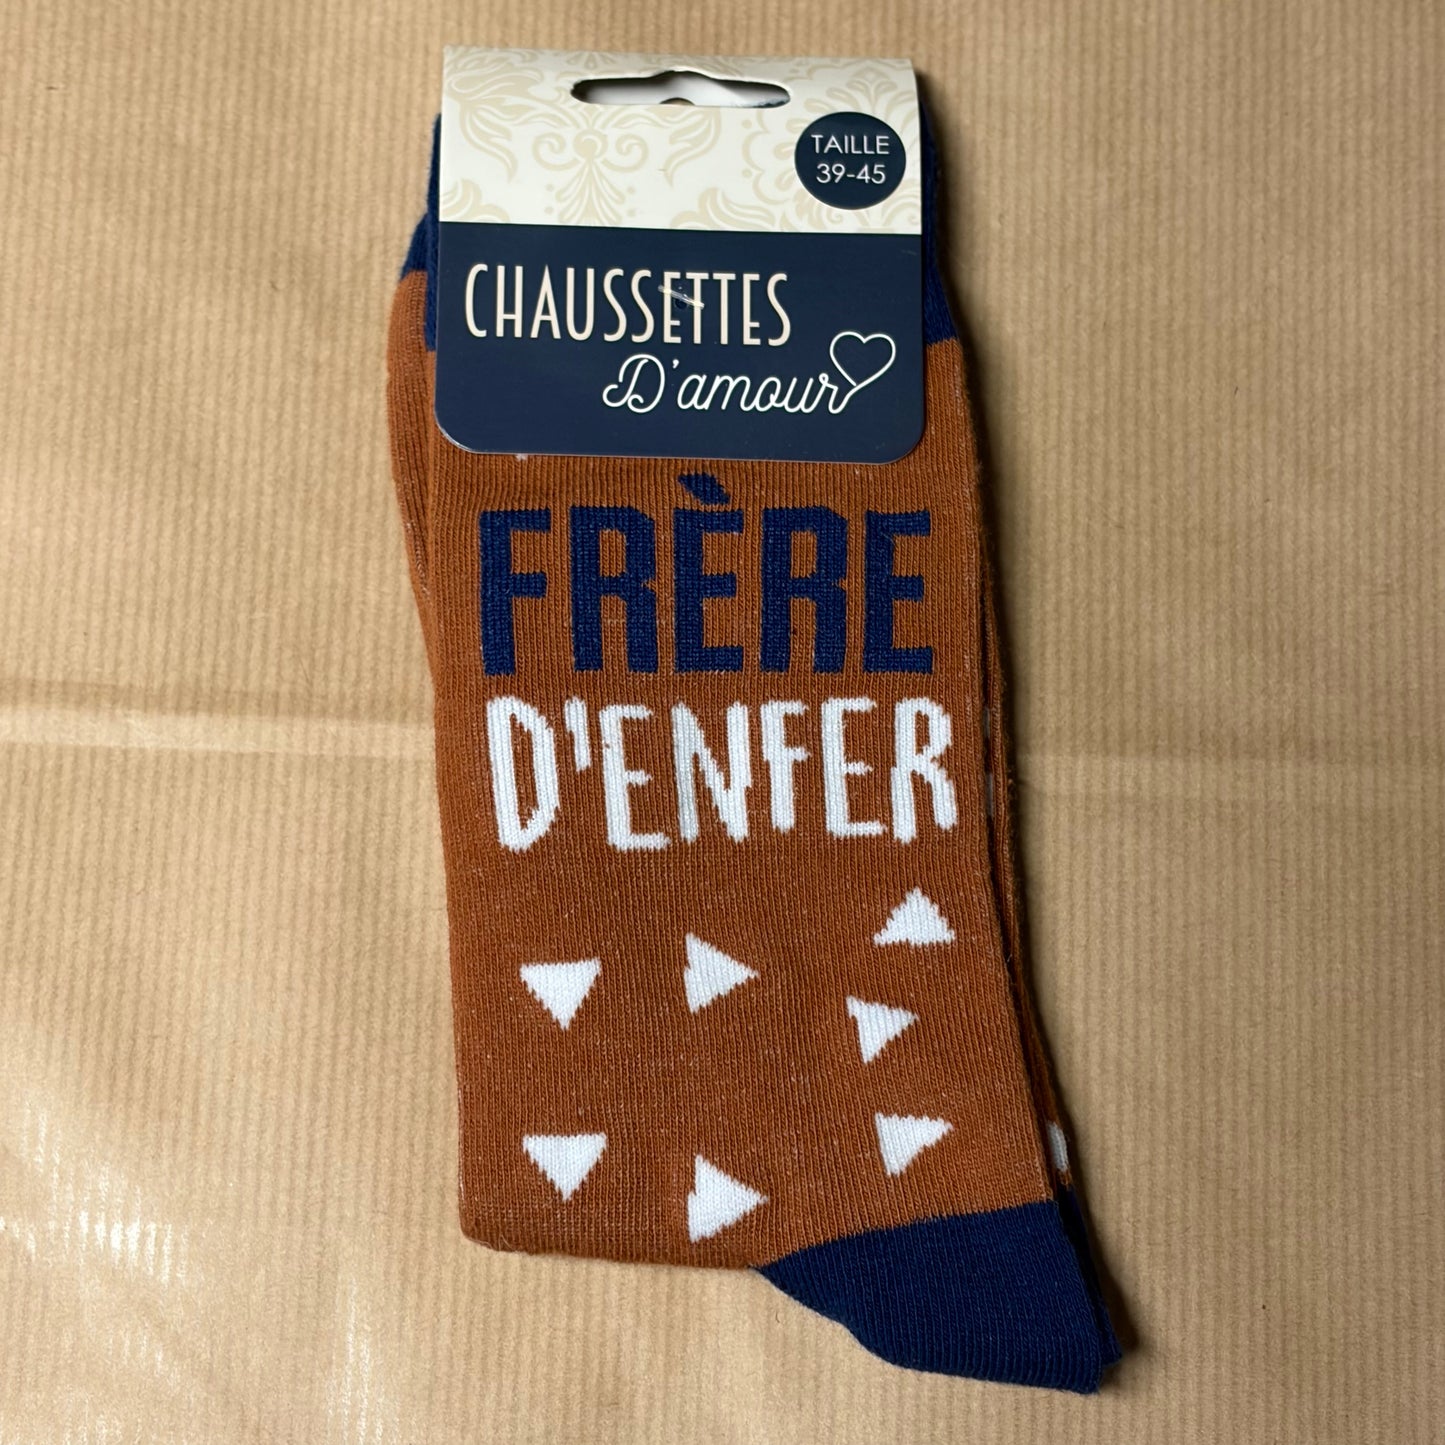 TAILLE
39-45
CHAUSSETTES
D'amour
FRÈRE
D'ENFER